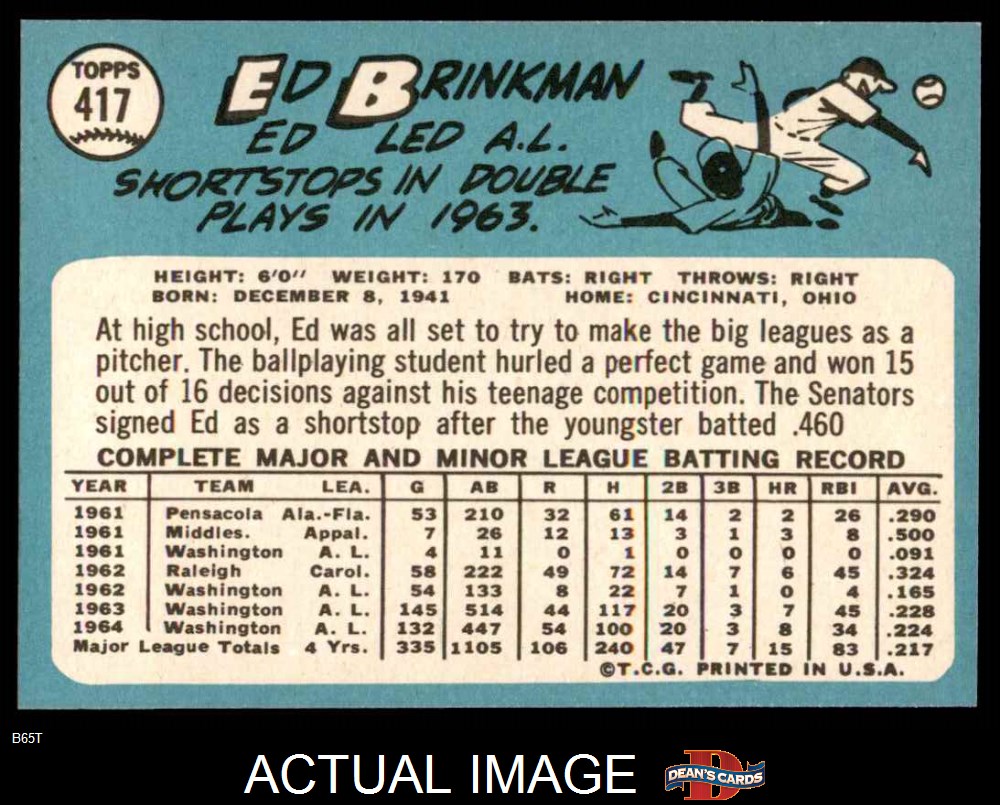 TOPPS
417
ED BRINKMAN
ED LED A.L.
SHORTSTOPS IN DOUBLE
PLAYS IN 1963.
HEIGHT: 6'0" WEIGHT: 170 BATS: RIGHT THROWS: RIGHT
BORN: DECEMBER 8, 1941 HOME: CINCINNATI, OHIO
At high school, Ed was all set to try to make the big leagues as a
pitcher. The ballplaying student hurled a perfect game and won 15
out of 16 decisions against his teenage competition. The Senators
signed Ed as a shortstop after the youngster batted .460
COMPLETE MAJOR AND MINOR LEAGUE BATTING RECORD
YEAR TEAM LEA. G AB R H 2B 3B HR RBI AVG.
1961 Pensacola Ala.-Fla. 53 210 32 61 14 2 2 26 .290
1961 Middles. Appal. 7 26 12 13 3 1 3 8 .500
1961 Washington A. L. 4 11 0 1 0 0 0 0 .091
1962 Raleigh Carol. 58 222 49 72 14 7 6 45 .324
1962 Washington A. L. 54 133 8 22 7 1 0 4 .165
1963 Washington A. L. 145 514 44 117 20 3 7 45 .228
1964 Washington A. L. 132 447 54 100 20 3 8 34 .224
Major League Totals 4 Yrs. 335 1105 106 240 47 7 15 83 .217
©T.C.G. PRINTED IN U.S.A.
B65T
ACTUAL IMAGE
D
DEAN'S CARDS